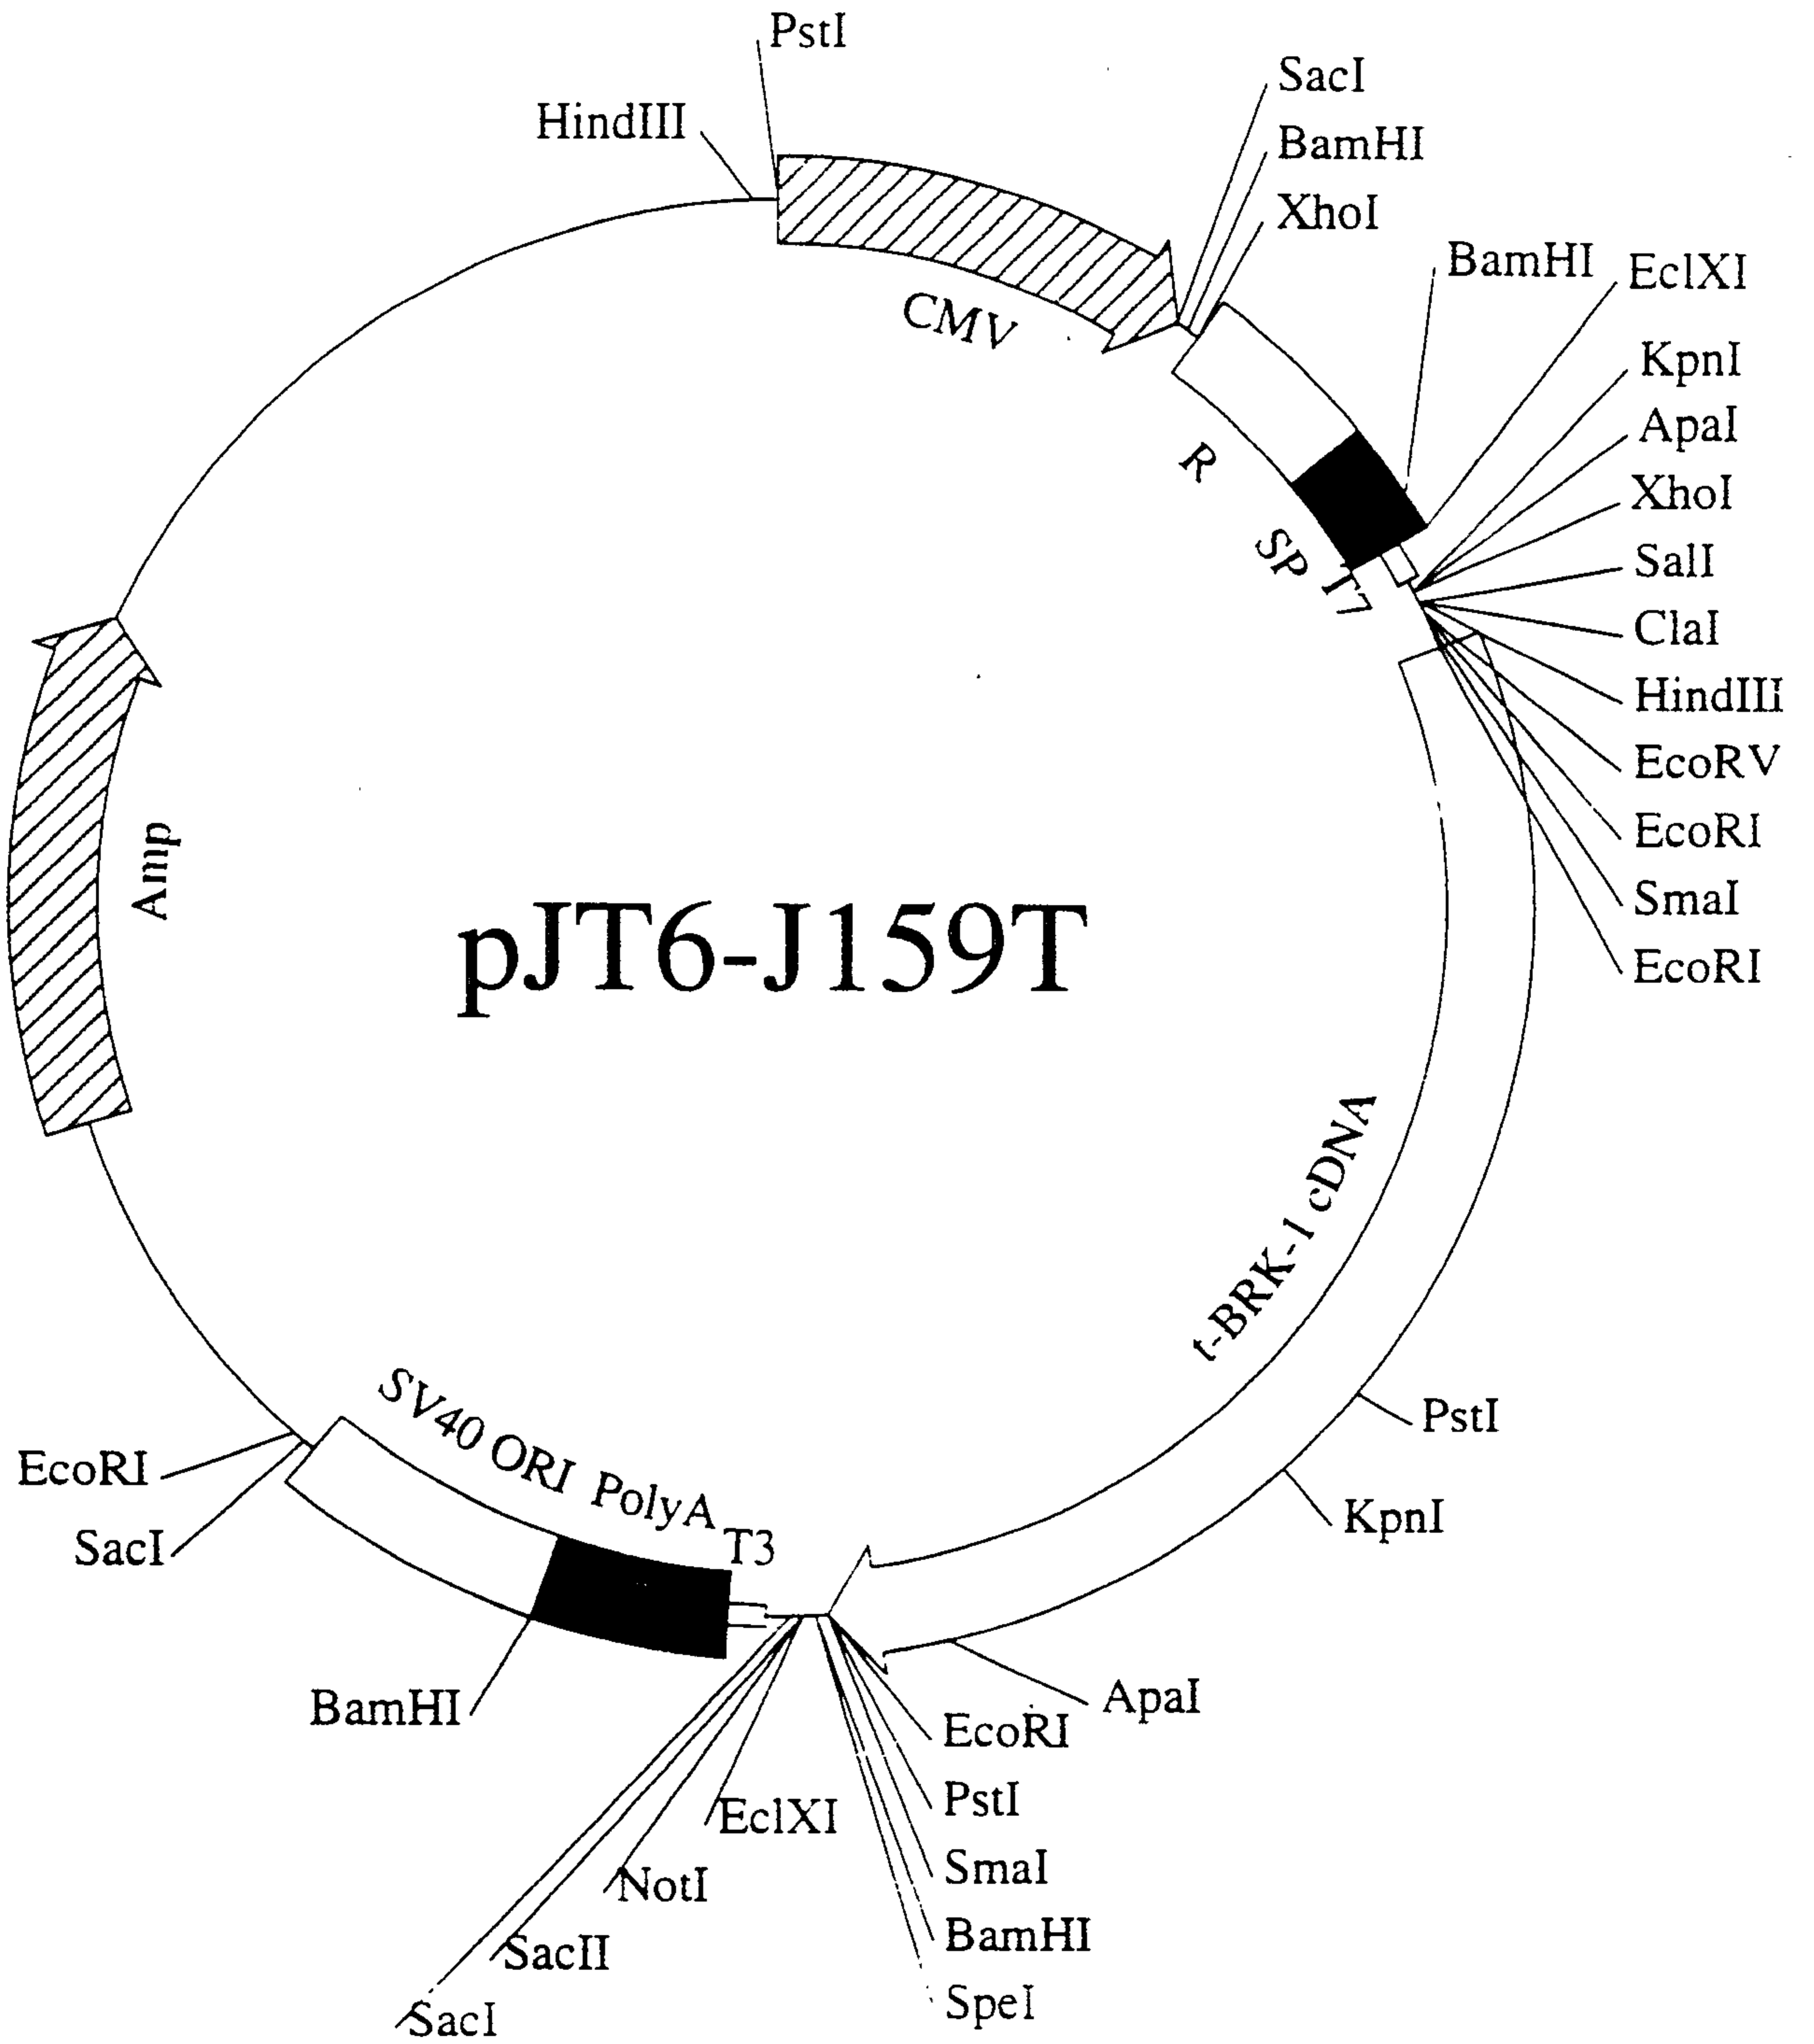 PstI
HindIII
SacI
BamHI
XhoI
BamHI
EclXI
KpnI
ApaI
XhoI
SalI
ClaI
HindIII
EcoRV
EcoRI
SmaI
EcoRI
CMV
R
SP
T7
Amp
pJT6-J159T
t-BRK-1 cDNA
PstI
KpnI
ApaI
SV40 ORI PolyA
T3
EcoRI
SacI
BamHI
EcoRI
PstI
SmaI
BamHI
SpeI
EclXI
NotI
SacII
SacI